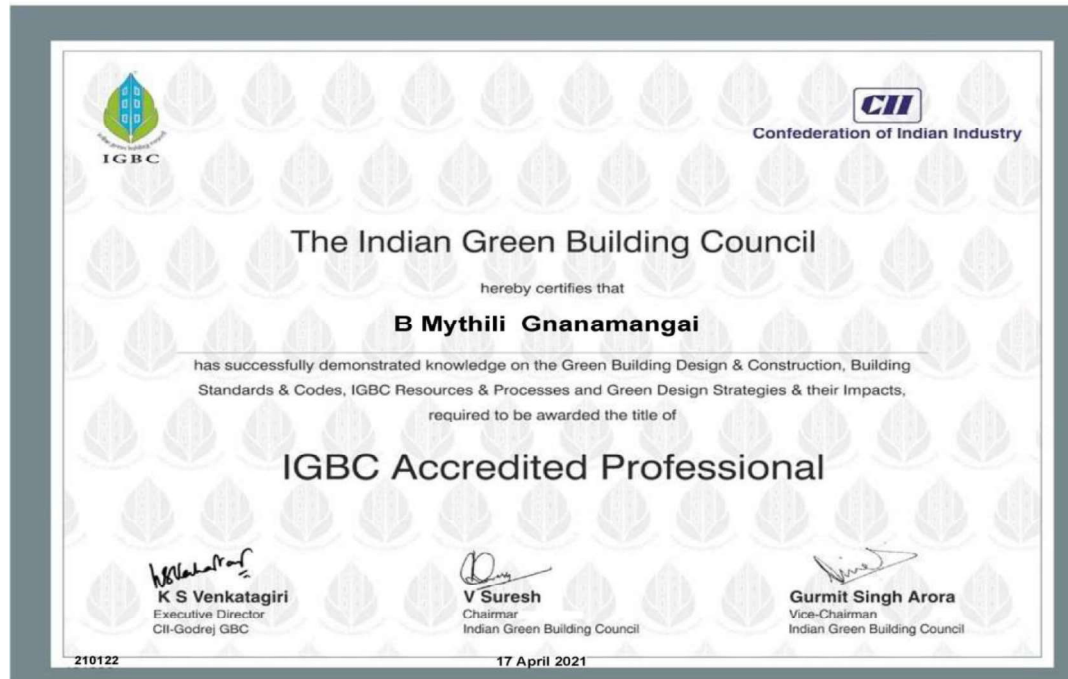 IGBC
CII
Confederation of Indian Industry
The Indian Green Building Council
hereby certifies that
B Mythili Gnanamangai
has successfully demonstrated knowledge on the Green Building Design & Construction, Building
Standards & Codes, IGBC Resources & Processes and Green Design Strategies & their Impacts,
required to be awarded the title of
IGBC Accredited Professional
K S Venkatagiri
Executive Director
CII-Godrej GBC
V Suresh
Chairman
Indian Green Building Council
Gurmit Singh Arora
Vice-Chairman
Indian Green Building Council
210122
17 April 2021